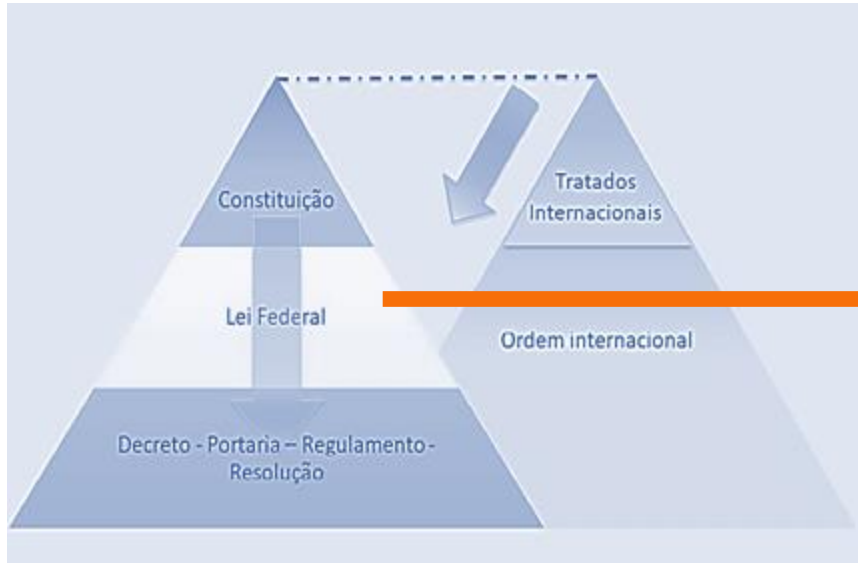 Constituição
Tratados
Internacionais
Lei Federal
Ordem internacional
Decreto - Portaria – Regulamento-
Resolução